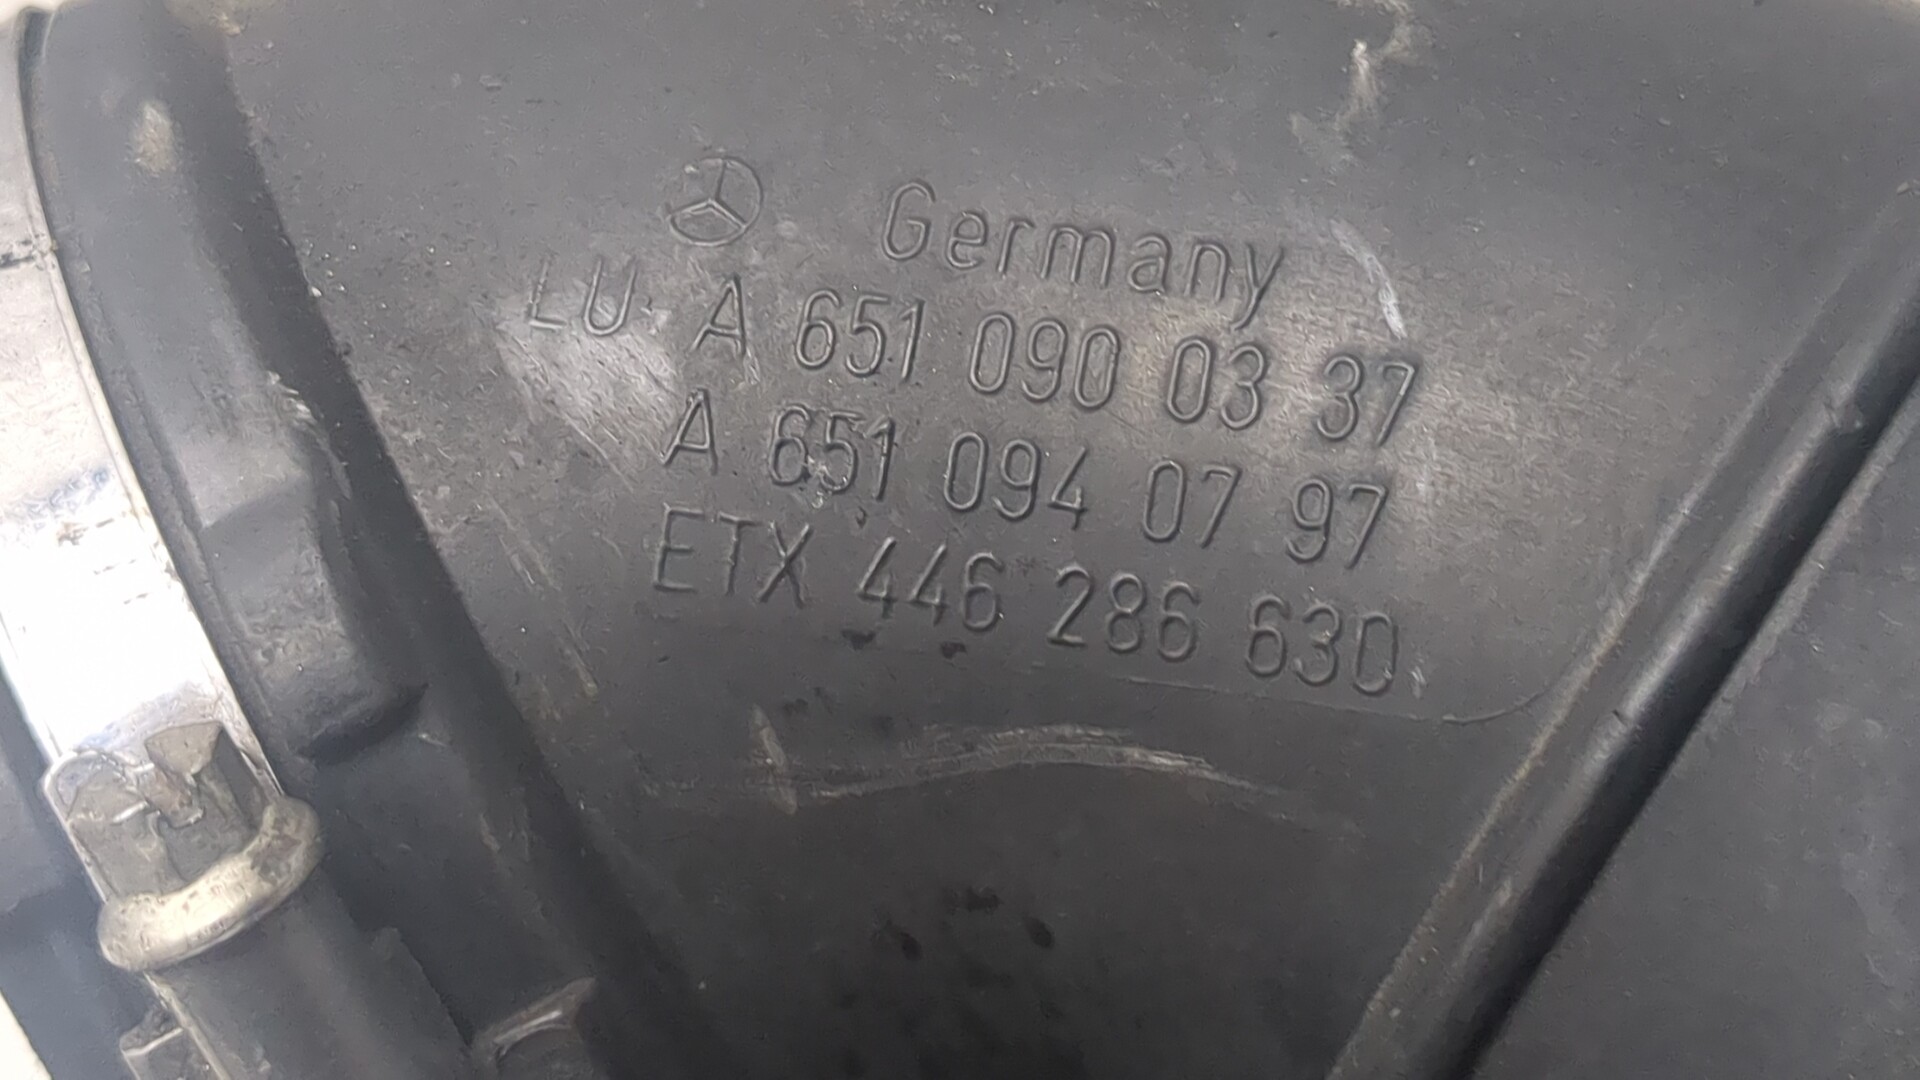 Germany
LU A 651 090 03 37
A 651 094 07 97
ETX 446 286 630